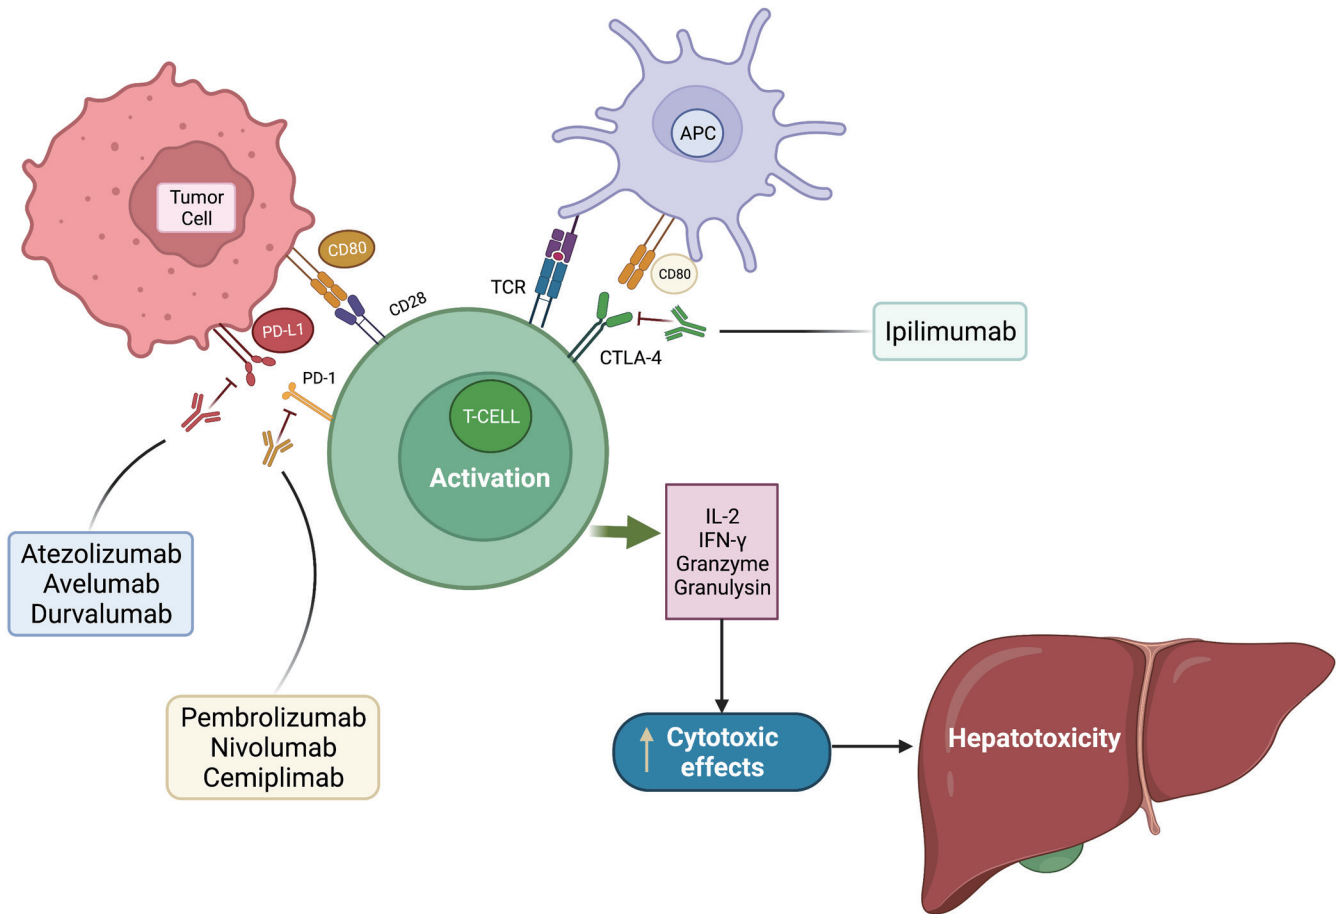 APC
Tumor
Cell
CD80
CD28
TCR
CD80
PD-L1
PD-1
CTLA-4
Ipilimumab
T-CELL
Activation
IL-2
IFN-γ
Granzyme
Granulysin
Atezolizumab
Avelumab
Durvalumab
Pembrolizumab
Nivolumab
Cemiplimab
Cytotoxic
effects
Hepatotoxicity